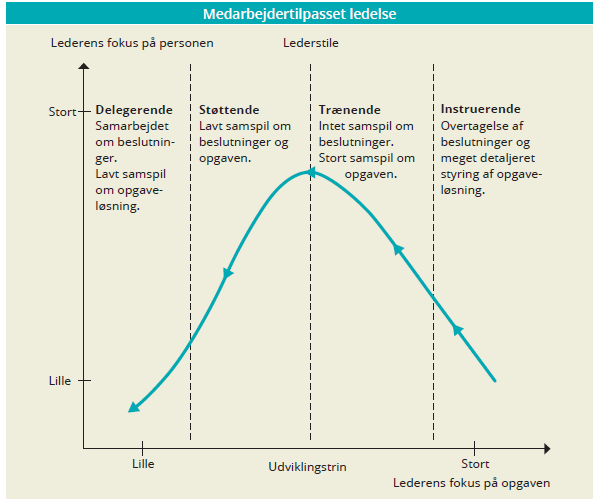 Medarbejdertilpasset ledelse
Lederens fokus på personen
Lederstile
Stort
Delegerende
Samarbejdet
om beslutnin-
ger.
Lavt samspil
om opgave-
løsning.
Støttende
Lavt samspil om
beslutninger og
opgaven.
Trænende
Intet samspil om
beslutninger.
Stort samspil om
opgaven.
Instruerende
Overtagelse af
beslutninger og
meget detaljeret
styring af opgave-
løsning.
Lille
Lille
Udviklingstrin
Stort
Lederens fokus på opgaven